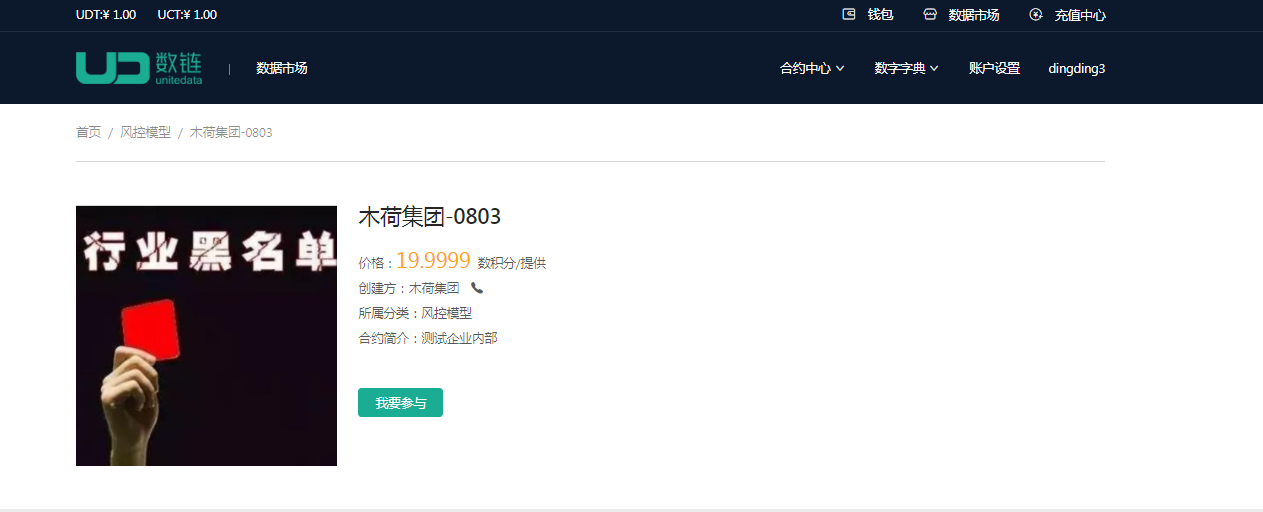 UDT:¥ 1.00 UCT:¥ 1.00 钱包 数据市场 充值中心
UD 数链 unitedata | 数据市场 合约中心 数字字典 账户设置 dingding3
首页 / 风控模型 / 木荷集团-0803
行业黑名单
木荷集团-0803
价格：19.9999 数积分/提供
创建方：木荷集团
所属分类：风控模型
合约简介：测试企业内部
我要参与